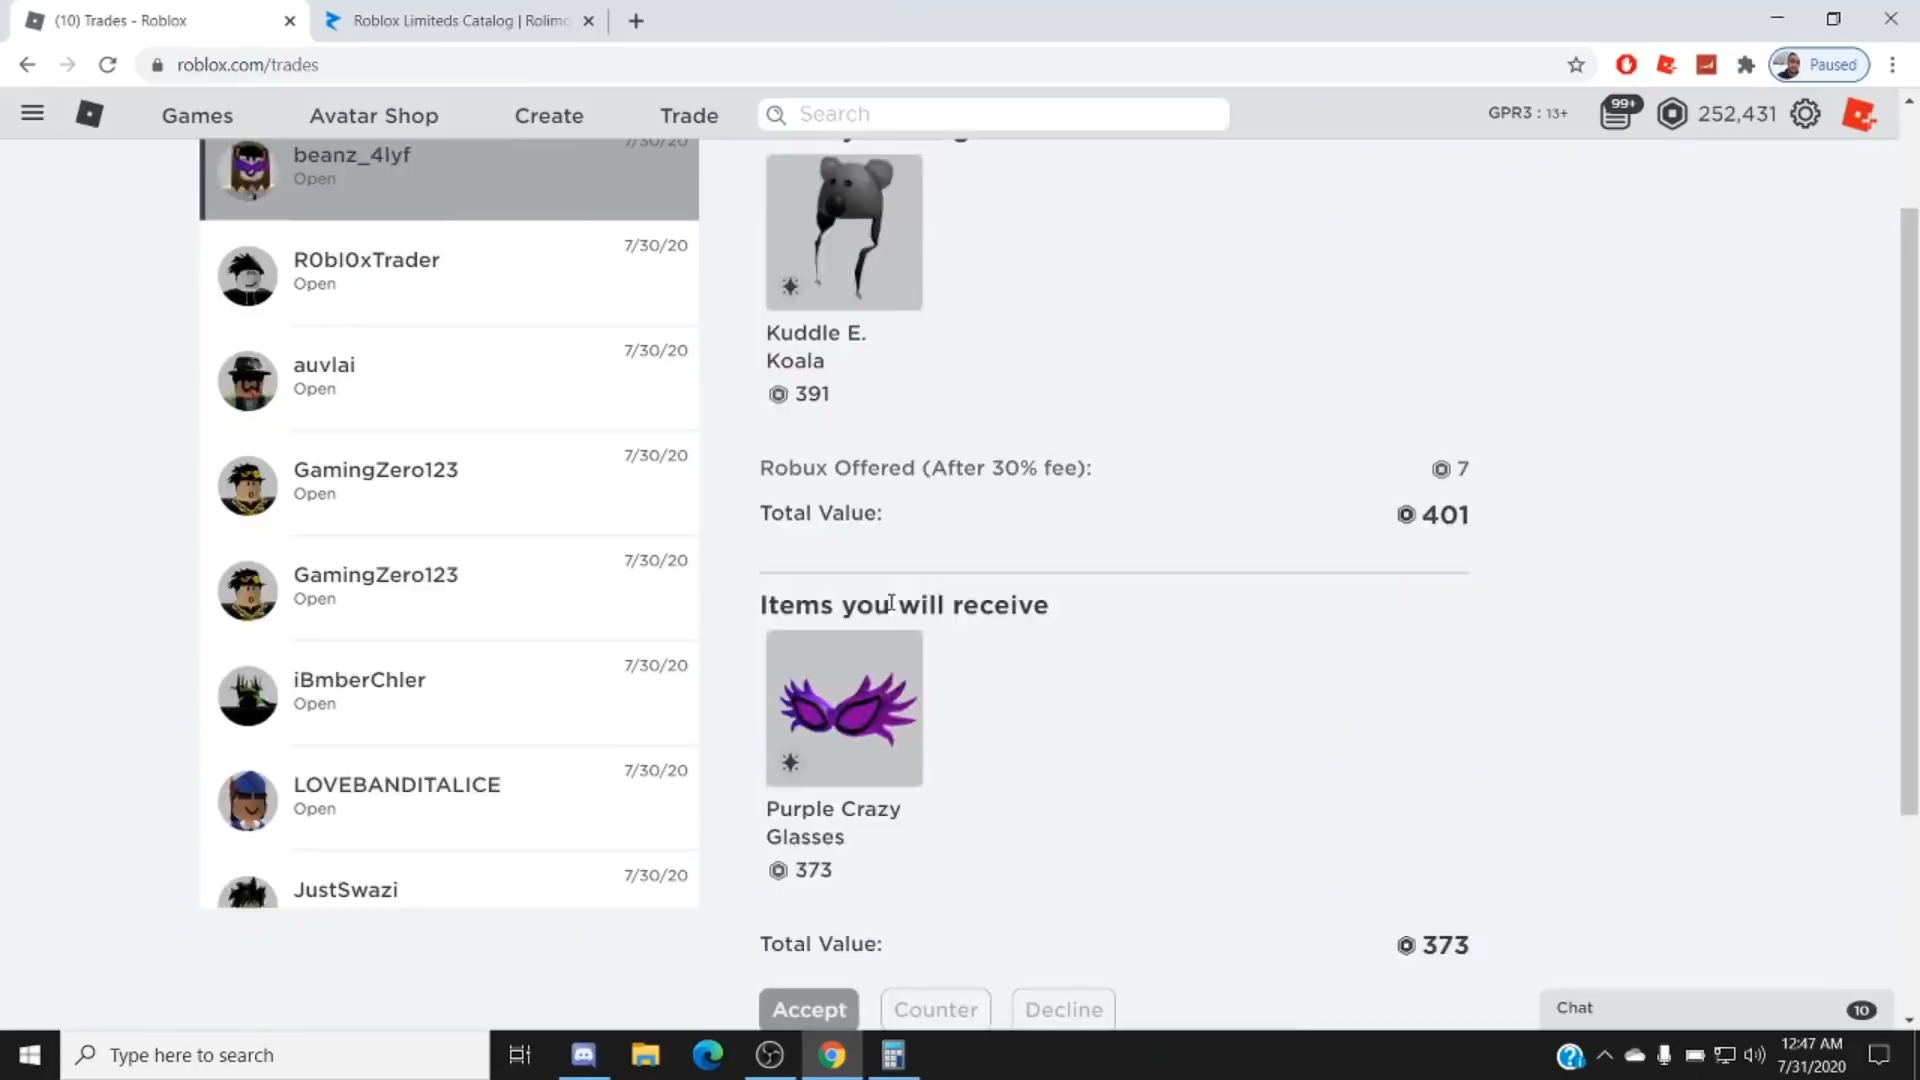 (10) Trades - Roblox
Roblox Limiteds Catalog | Rolimo
roblox.com/trades
Paused
Games
Avatar Shop
Create
Trade
Search
GPR3 : 13+
99+
252,431
beanz_4lyf
7/30/20
Open
R0bl0xTrader
7/30/20
Open
auvlai
7/30/20
Open
GamingZero123
7/30/20
Open
GamingZero123
7/30/20
Open
iBmberChler
7/30/20
Open
LOVEBANDITALICE
7/30/20
Open
JustSwazi
7/30/20
Kuddle E.
Koala
391
Robux Offered (After 30% fee):
7
Total Value:
401
Items you will receive
Purple Crazy
Glasses
373
Total Value:
373
Accept
Counter
Decline
Chat
10
Type here to search
12:47 AM
7/31/2020